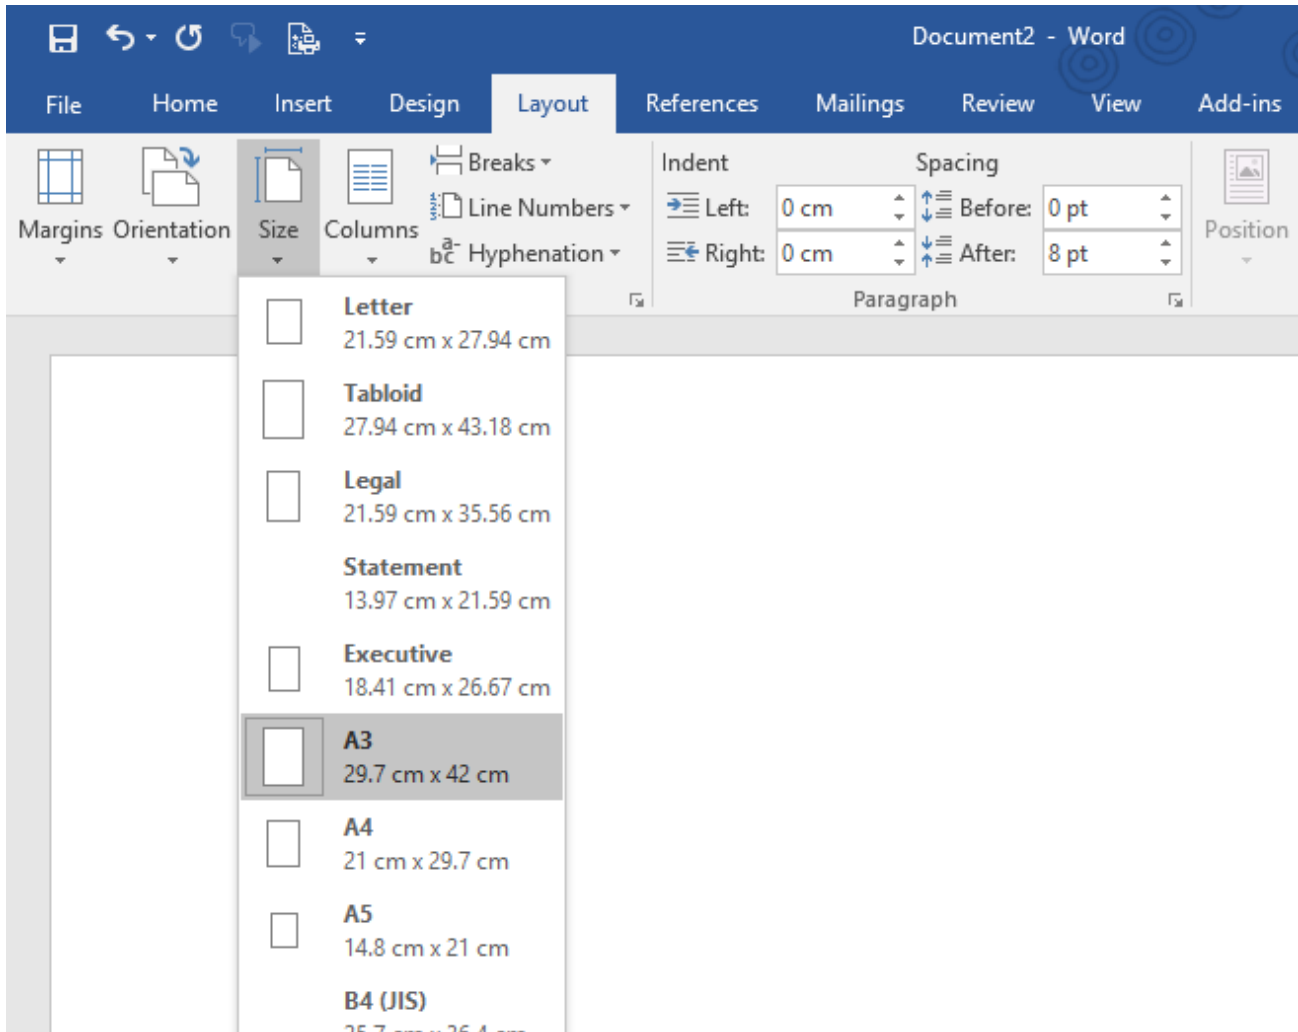 Document2 - Word
File Home Insert Design Layout References Mailings Review View Add-ins
Breaks Indent Spacing
Line Numbers Left: 0 cm Before: 0 pt
Margins Orientation Size Columns Position
Hyphenation Right: 0 cm After: 8 pt
Paragraph
Letter
21.59 cm x 27.94 cm
Tabloid
27.94 cm x 43.18 cm
Legal
21.59 cm x 35.56 cm
Statement
13.97 cm x 21.59 cm
Executive
18.41 cm x 26.67 cm
A3
29.7 cm x 42 cm
A4
21 cm x 29.7 cm
A5
14.8 cm x 21 cm
B4 (JIS)